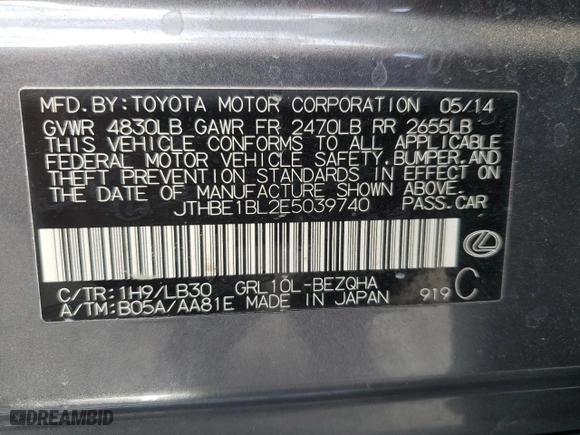 MFD. BY: TOYOTA MOTOR CORPORATION 05/14
GVWR 4830LB GAWR FR 2470LB RR 2655LB
THIS VEHICLE CONFORMS TO ALL APPLICABLE
FEDERAL MOTOR VEHICLE SAFETY, BUMPER, AND
THEFT PREVENTION STANDARDS IN EFFECT ON
THE DATE OF MANUFACTURE SHOWN ABOVE.
JTHBE1BL2E5039740 PASS. CAR
C/TR: 1H9/LB30 GRL10L-BEZQHA
A/TM: B05A/AA81E MADE IN JAPAN 919 C
DREAMBID